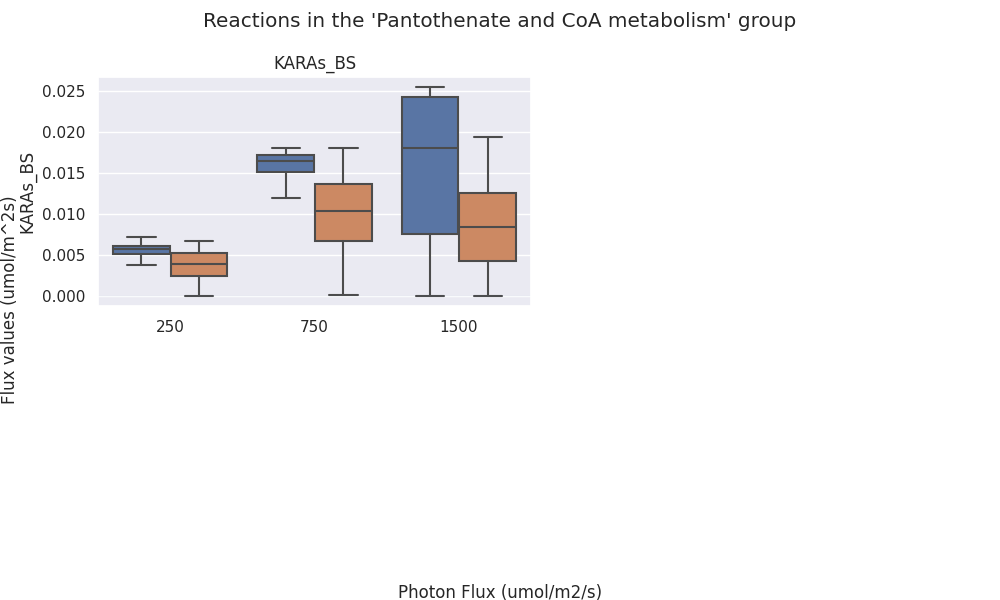 Reactions in the 'Pantothenate and CoA metabolism' group
KARAs_BS
0.025
0.020
0.015
0.010
0.005
0.000
KARAs_BS
Flux values (umol/m^2s)
250 750 1500
Photon Flux (umol/m2/s)